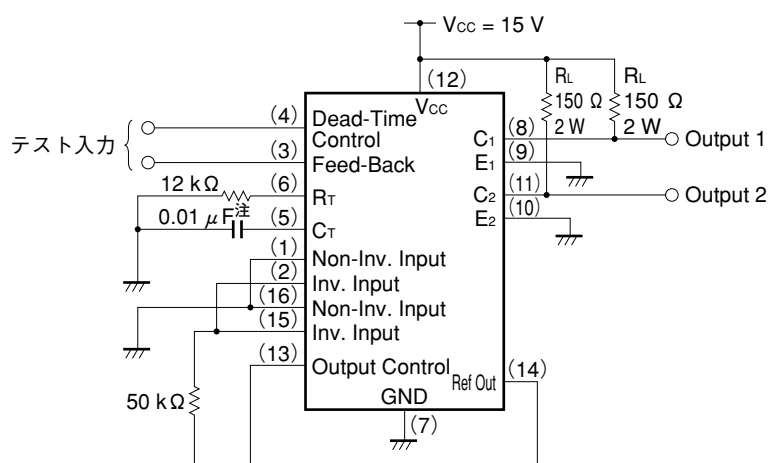 VCC = 15 V
(12)
RL
150 Ω
2 W
RL
150 Ω
2 W
VCC
テスト入力
(4)
Dead-Time
Control
(3)
Feed-Back
C1
(8)
Output 1
E1
(9)
12 kΩ
(6)
RT
C2
(11)
Output 2
E2
(10)
0.01 μF注
(5)
CT
(1)
Non-Inv. Input
(2)
Inv. Input
(16)
Non-Inv. Input
(15)
Inv. Input
(13)
Output Control
Ref Out
(14)
GND
(7)
50 kΩ